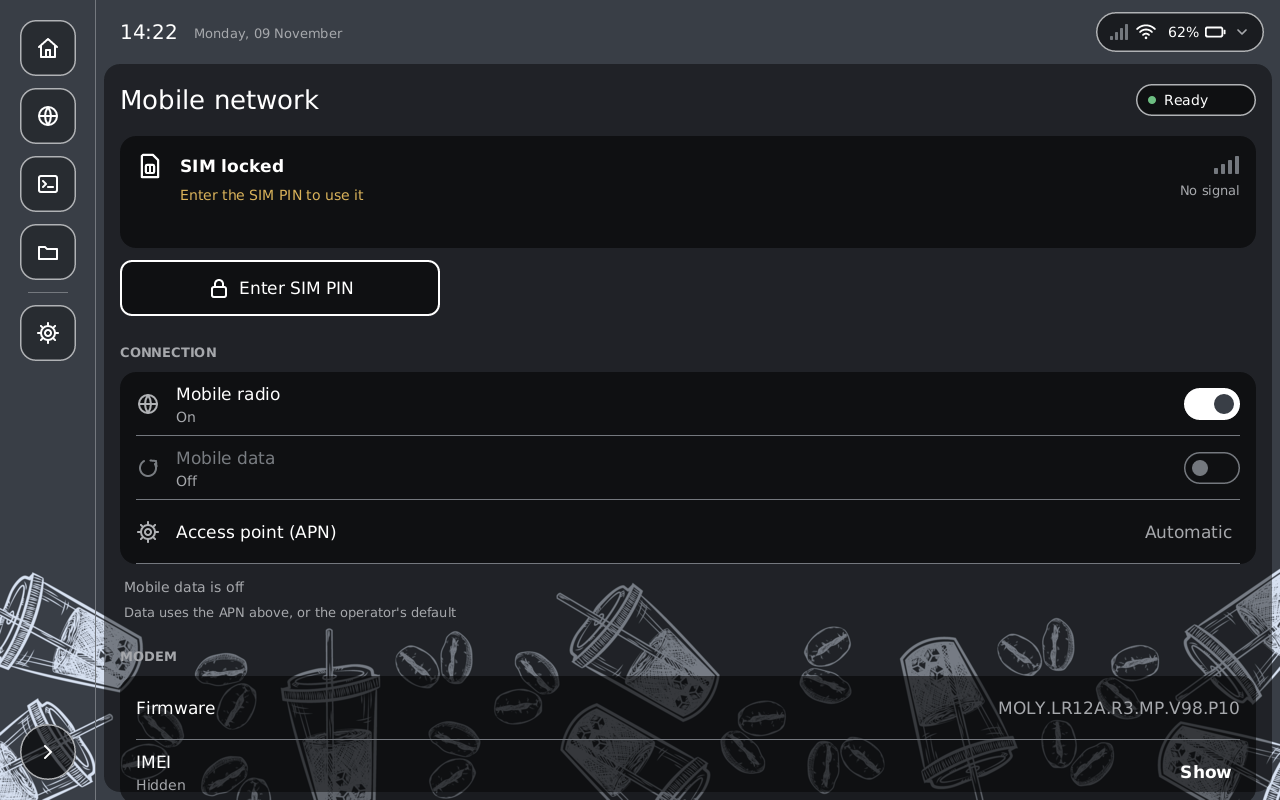 14:22
Monday, 09 November
62%
Mobile network
Ready
SIM locked
Enter the SIM PIN to use it
No signal
Enter SIM PIN
CONNECTION
Mobile radio
On
Mobile data
Off
Access point (APN)
Automatic
Mobile data is off
Data uses the APN above, or the operator's default
MODEM
Firmware
MOLY.LR12A.R3.MP.V98.P10
IMEI
Hidden
Show